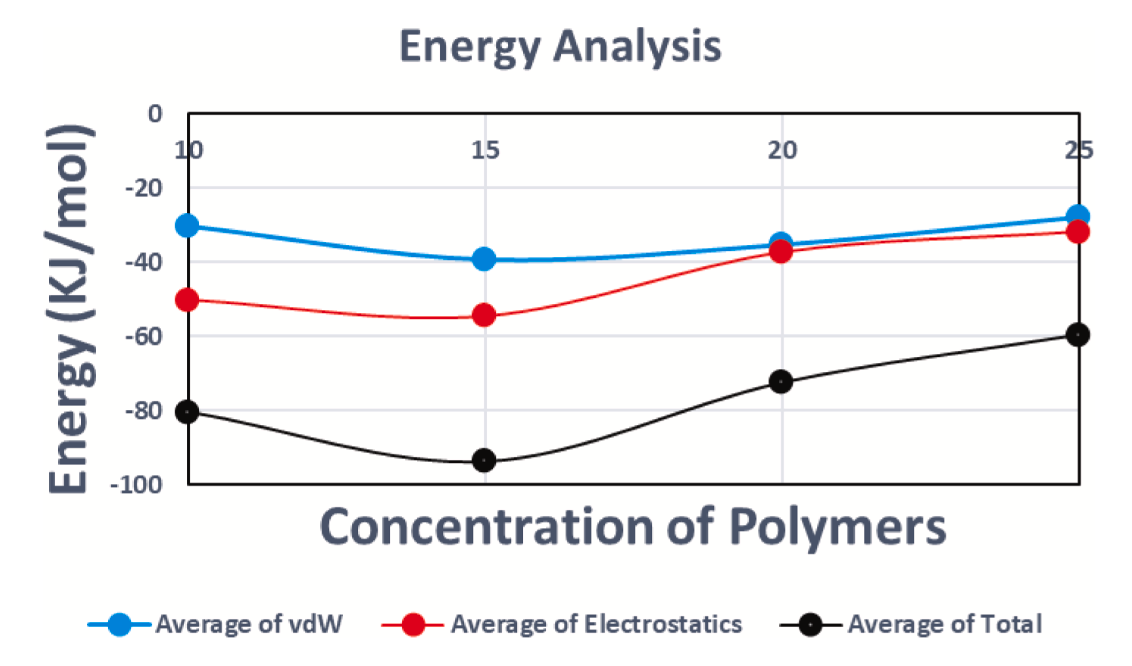 Energy Analysis
Energy (KJ/mol)
0
10 15 20 25
-20
-40
-60
-80
-100
Concentration of Polymers
Average of vdW Average of Electrostatics Average of Total